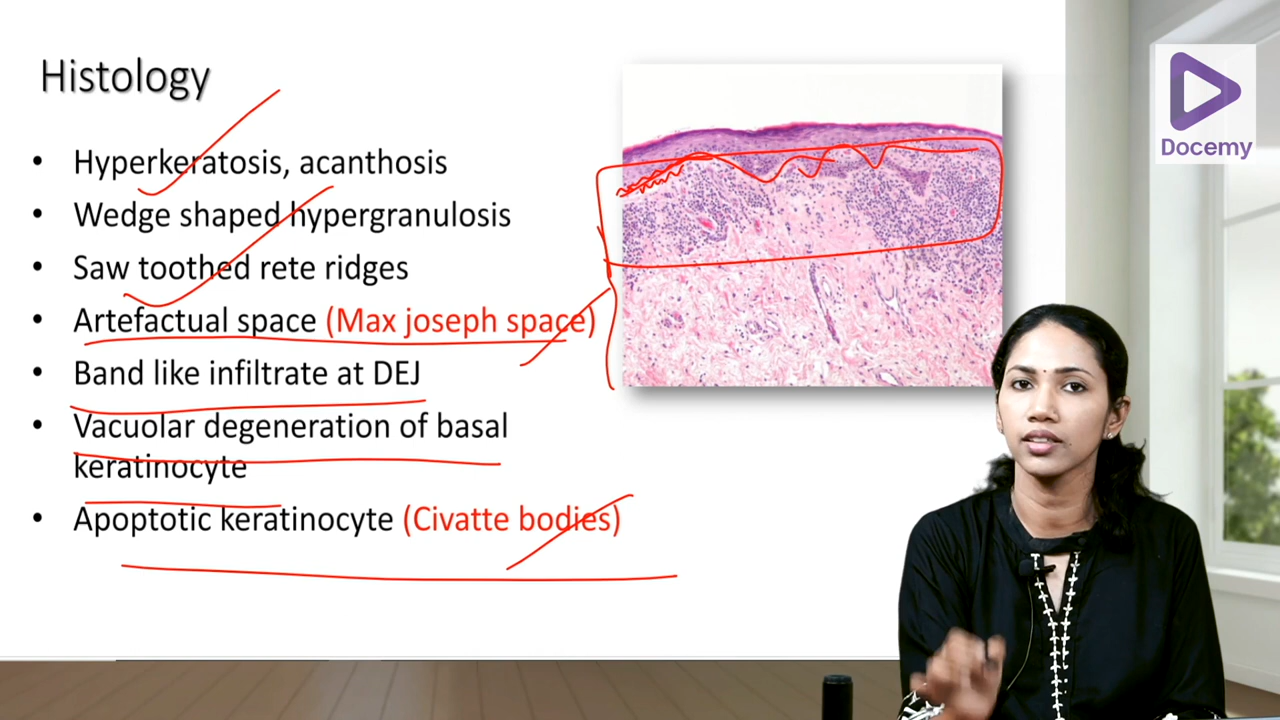 Histology
• Hyperkeratosis, acanthosis
• Wedge shaped hypergranulosis
• Saw toothed rete ridges
• Artefactual space (Max joseph space)
• Band like infiltrate at DEJ
• Vacuolar degeneration of basal
keratinocyte
• Apoptotic keratinocyte (Civatte bodies)
Docemy